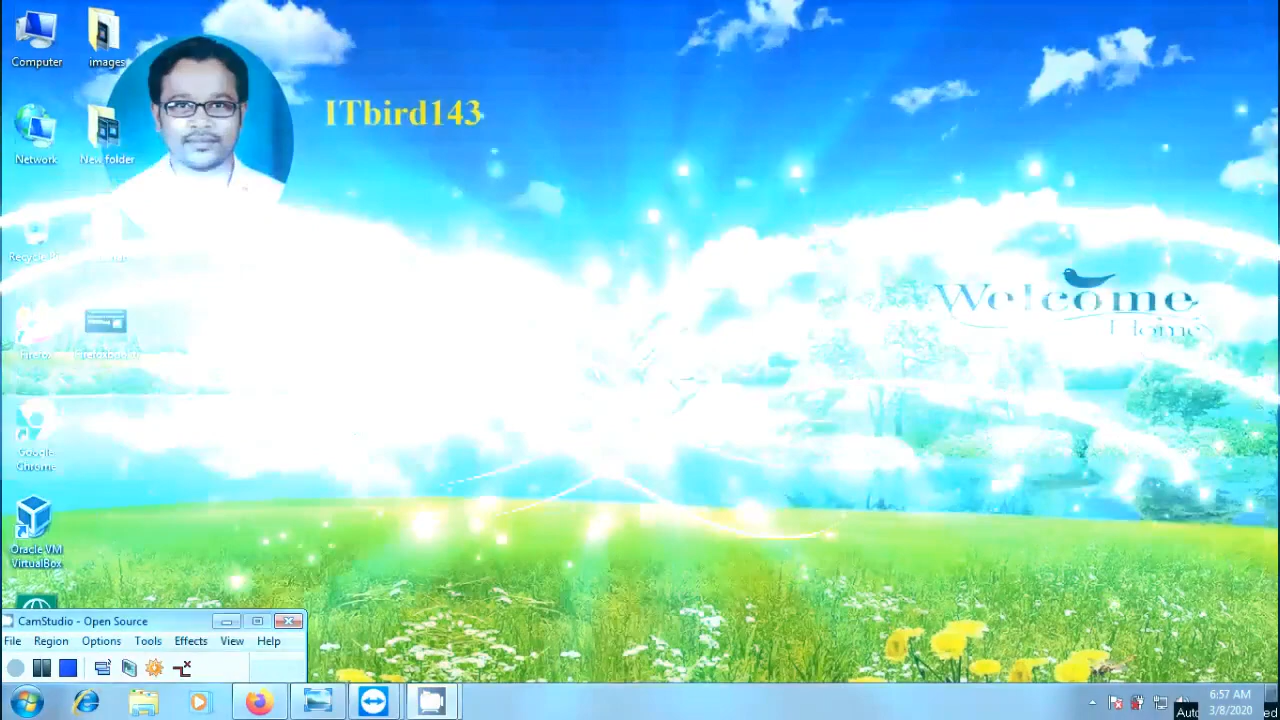 Computer
images
ITbird143
Network
New folder
Welcome
Home
Firefox
Google
Chrome
Oracle VM
VirtualBox
CamStudio - Open Source
File Region Options Tools Effects View Help
6:57 AM
3/8/2020